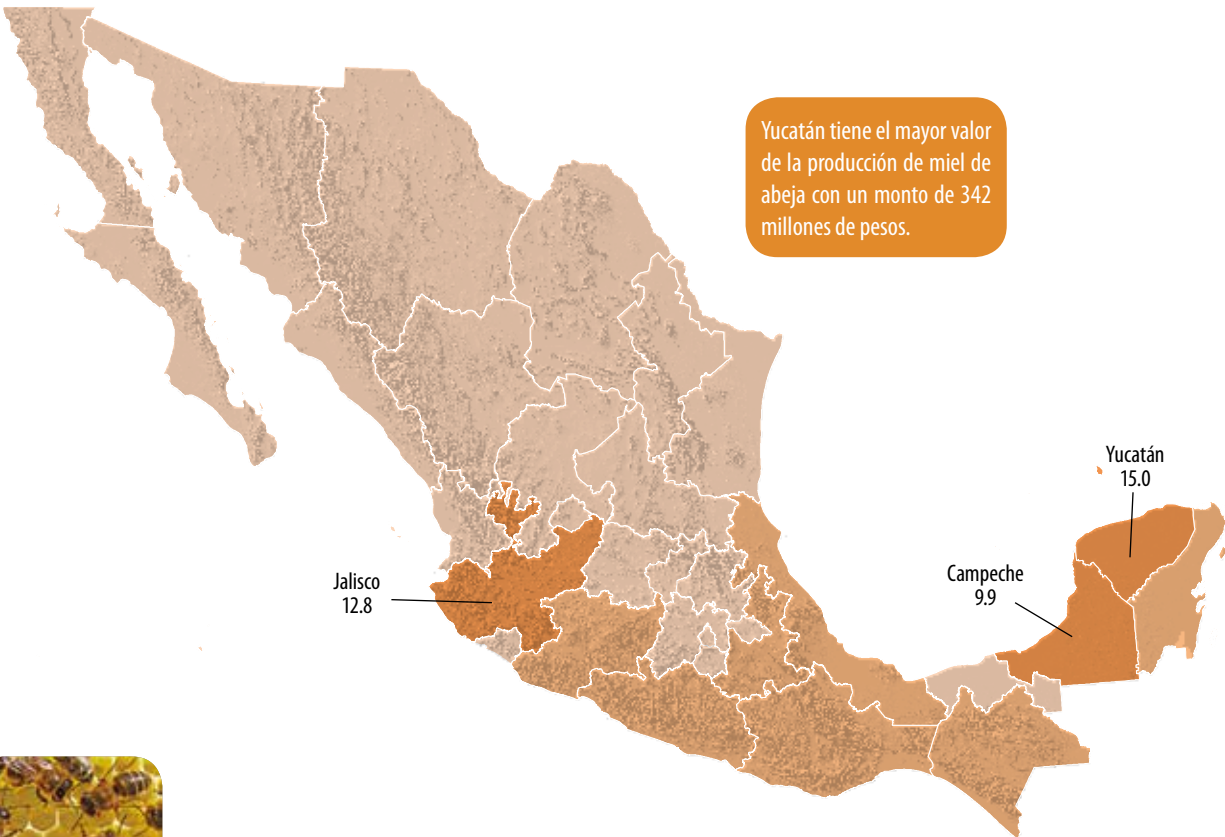 Yucatán tiene el mayor valor
de la producción de miel de
abeja con un monto de 342
millones de pesos.
Yucatán
15.0
Campeche
9.9
Jalisco
12.8